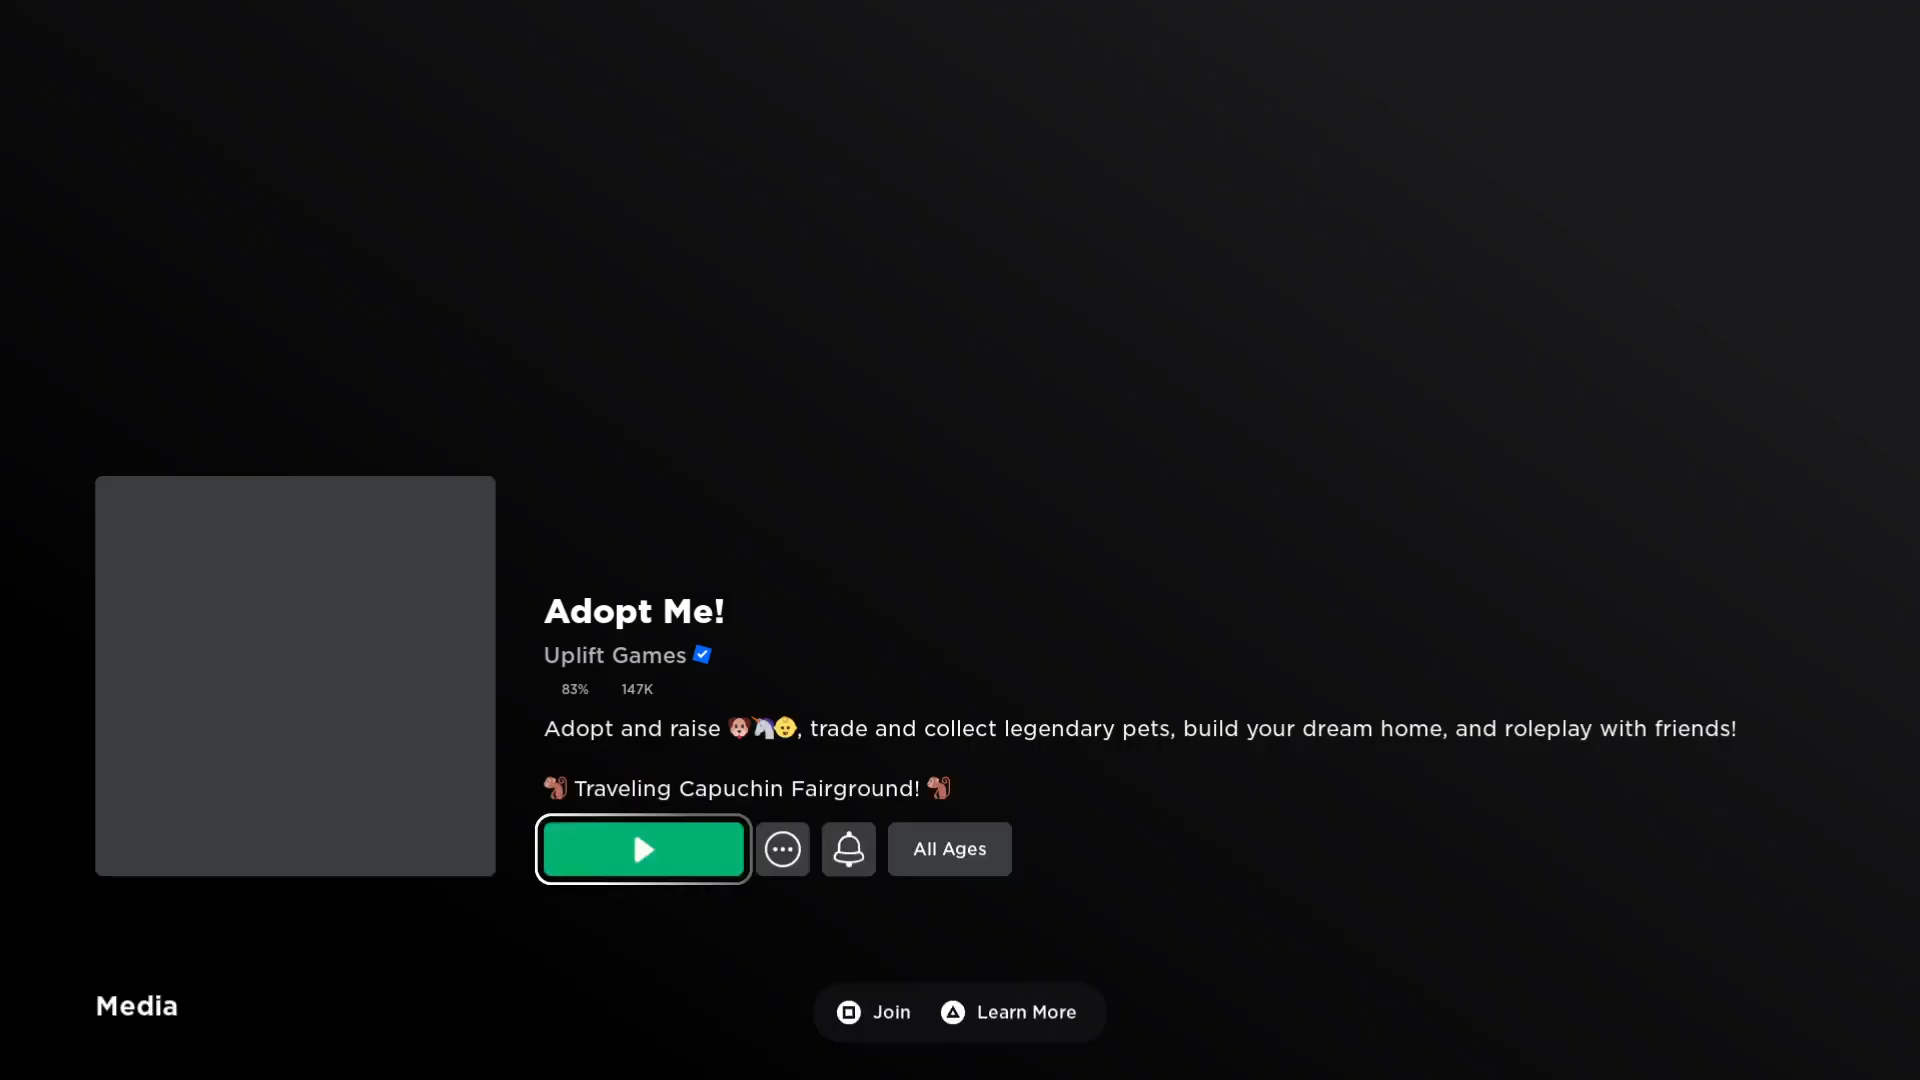 Adopt Me!
Uplift Games
83% 147K
Adopt and raise 🐶🦄👶, trade and collect legendary pets, build your dream home, and roleplay with friends!
🐒 Traveling Capuchin Fairground! 🐒
All Ages
Media
Join Learn More